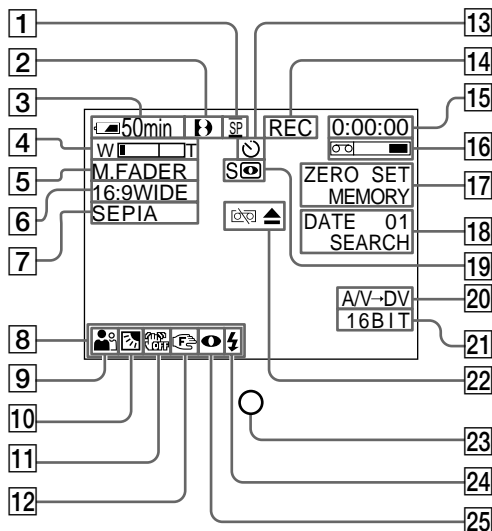 1
2
3
4
5
6
7
8
9
10
11
12
13
14
15
16
17
18
19
20
21
22
23
24
25
50min
SP
REC
0:00:00
W T
M.FADER
16:9WIDE
SEPIA
S
ZERO SET
MEMORY
DATE 01
SEARCH
A/V→DV
16BIT
OFF
F